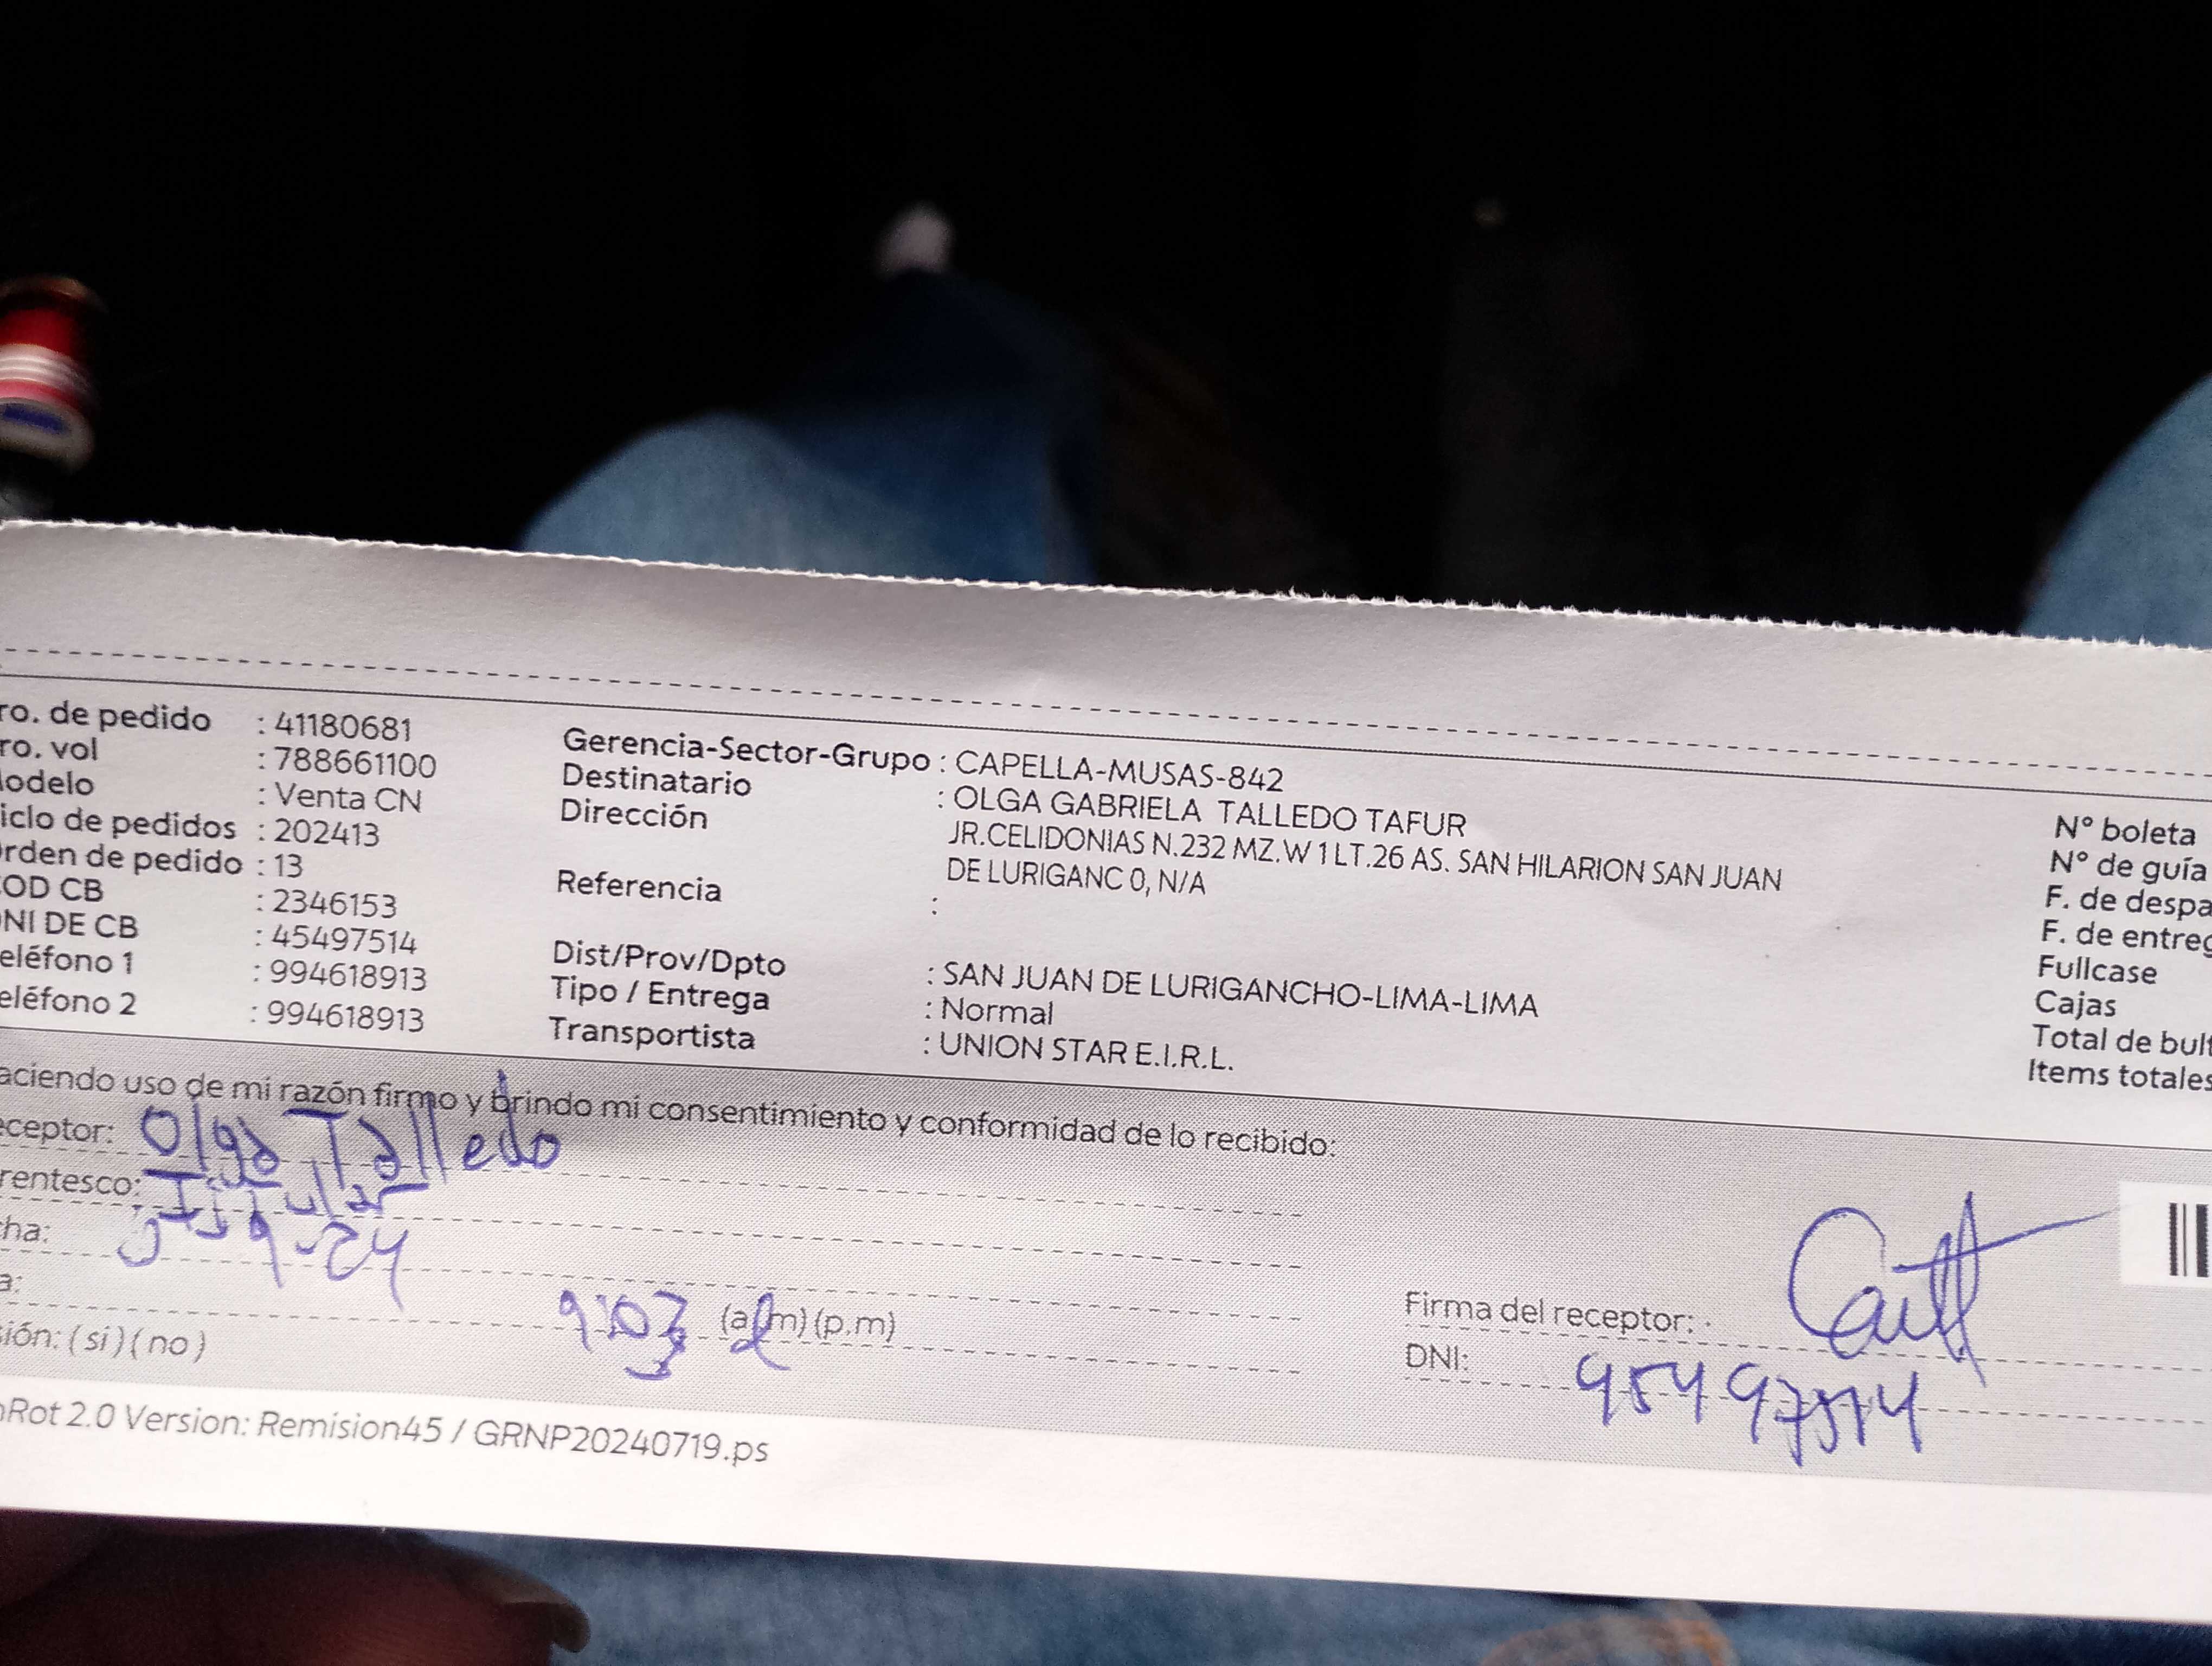 ro. de pedido : 41180681
ro. vol : 788661100
odelo : Venta CN
iclo de pedidos : 202413
rden de pedido : 13
OD CB : 2346153
NI DE CB : 45497514
eléfono 1 : 994618913
eléfono 2 : 994618913
Gerencia-Sector-Grupo : CAPELLA-MUSAS-842
Destinatario : OLGA GABRIELA TALLEDO TAFUR
Dirección JR.CELIDONIAS N.232 MZ.W 1 LT.26 AS. SAN HILARION SAN JUAN
DE LURIGANC 0, N/A
Referencia :
Dist/Prov/Dpto : SAN JUAN DE LURIGANCHO-LIMA-LIMA
Tipo / Entrega : Normal
Transportista : UNION STAR E.I.R.L.
N° boleta
N° de guía
F. de despa
F. de entreg
Fullcase
Cajas
Total de bult
Items totales
aciendo uso de mi razón firmo y brindo mi consentimiento y conformidad de lo recibido:
eceptor: Olga Talledo
rentesco: Titular
cha:
a: (a.m) (p.m)
sión: ( si ) ( no )
Firma del receptor:
DNI: 45497514
Rot 2.0 Version: Remision45 / GRNP20240719.ps